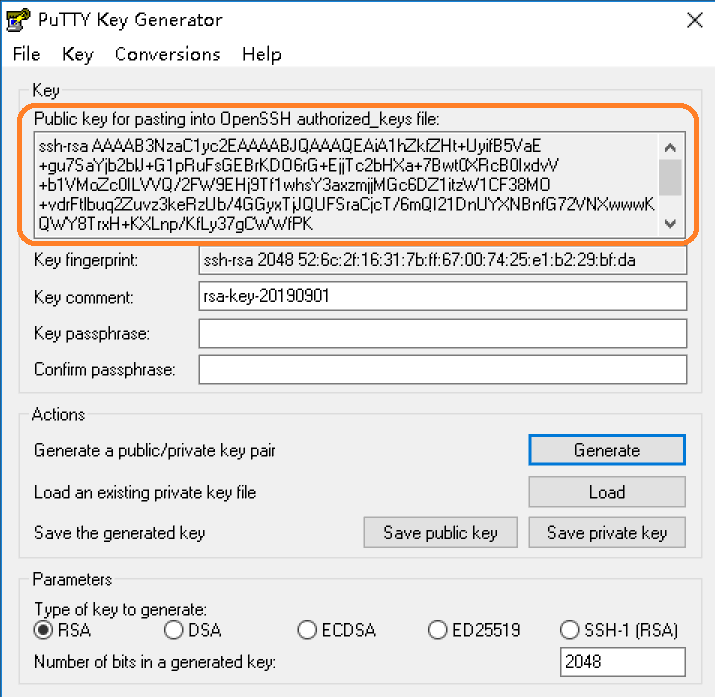 PuTTY Key Generator
File Key Conversions Help
Key
Public key for pasting into OpenSSH authorized_keys file:
ssh-rsa AAAAB3NzaC1yc2EAAAABJQAAAQEAiA1hZkfZHt+UyifB5VaE
+gu7SaYjb2blJ+G1pRuFsGEBrKDO6rG+EjjTc2bHXa+7Bwt0XRcB0IxdvV
+b1VMoZc0ILVVQ/2FW9EHj9Tf1whsY3axzmjjMGc6DZ1itzW1CF38MO
+vdrFtlbuq2Zuvz3keRzUb/4GGyxTjJQUFSraCjcT/6mQl21DnUYXNBnfG72VNXwwwK
QWY8TrxH+KXLnp/KfLy37gCWWfPK
Key fingerprint: ssh-rsa 2048 52:6c:2f:16:31:7b:ff:67:00:74:25:e1:b2:29:bf:da
Key comment: rsa-key-20190901
Key passphrase:
Confirm passphrase:
Actions
Generate a public/private key pair Generate
Load an existing private key file Load
Save the generated key Save public key Save private key
Parameters
Type of key to generate:
RSA DSA ECDSA ED25519 SSH-1 (RSA)
Number of bits in a generated key: 2048